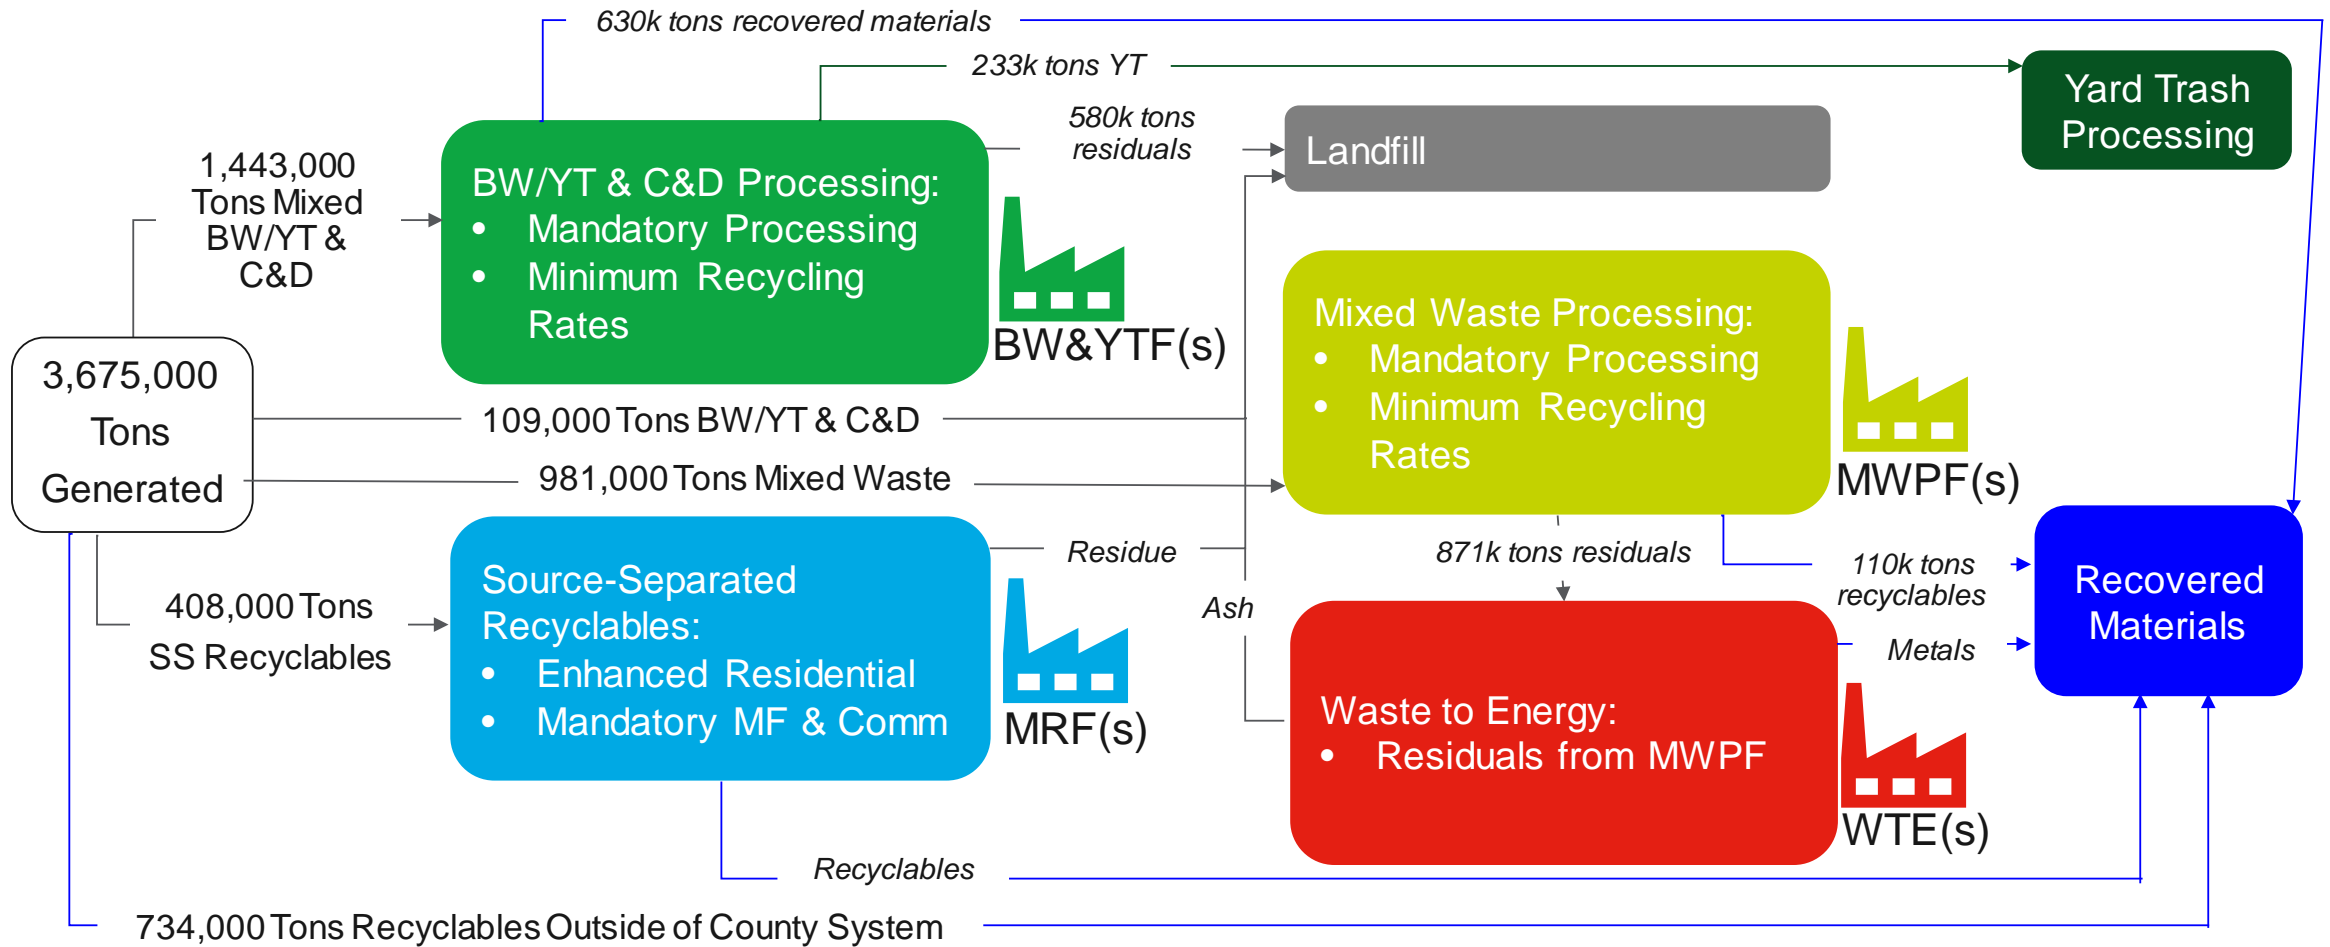 630k tons recovered materials
233k tons YT
Yard Trash
Processing
580k tons
residuals
Landfill
1,443,000
Tons Mixed
BW/YT &
C&D
BW/YT & C&D Processing:
• Mandatory Processing
• Minimum Recycling
Rates
BW&YTF(s)
Mixed Waste Processing:
• Mandatory Processing
• Minimum Recycling
Rates
MWPF(s)
3,675,000
Tons
Generated
109,000 Tons BW/YT & C&D
981,000 Tons Mixed Waste
Source-Separated
Recyclables:
• Enhanced Residential
• Mandatory MF & Comm
MRF(s)
Residue
Ash
871k tons residuals
110k tons
recyclables
Metals
Recovered
Materials
408,000 Tons
SS Recyclables
Waste to Energy:
• Residuals from MWPF
WTE(s)
Recyclables
734,000 Tons Recyclables Outside of County System